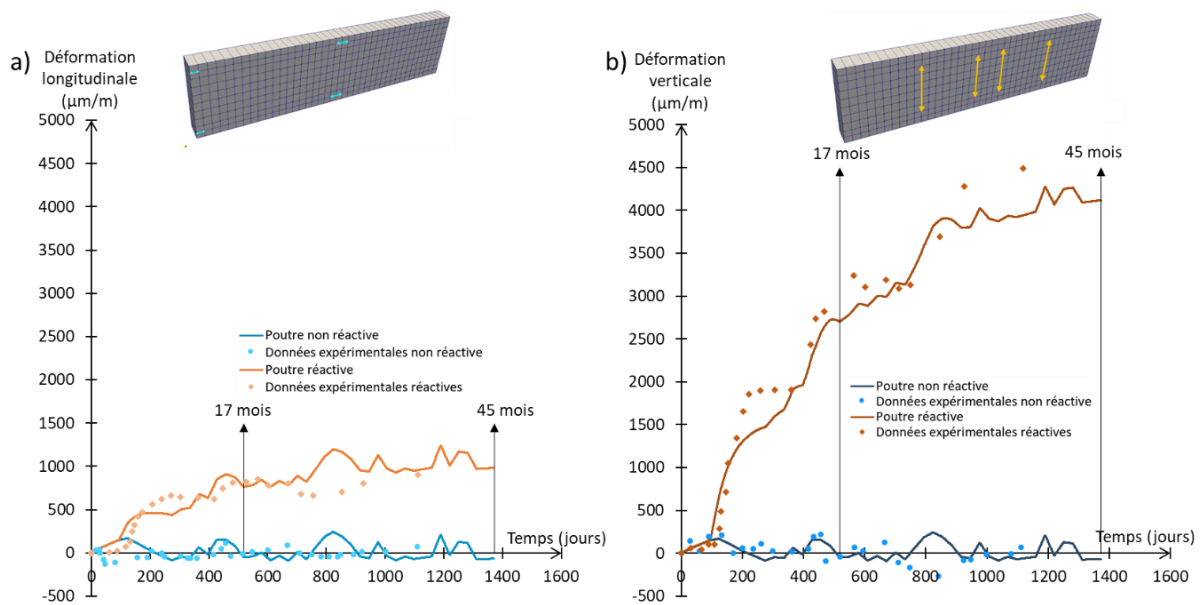 a)
Déformation
longitudinale
(µm/m)
5000
4500
4000
3500
3000
2500
2000
1500
1000
500
0
-500
Poutre non réactive
Données expérimentales non réactive
Poutre réactive
Données expérimentales réactives
17 mois
45 mois
Temps (jours)
0 200 400 600 800 1000 1200 1400 1600
b)
Déformation
verticale
(µm/m)
5000
4500
4000
3500
3000
2500
2000
1500
1000
500
0
-500
17 mois
45 mois
Poutre non réactive
Données expérimentales non réactive
Poutre réactive
Données expérimentales réactives
Temps (jours)
0 200 400 600 800 1000 1200 1400 1600